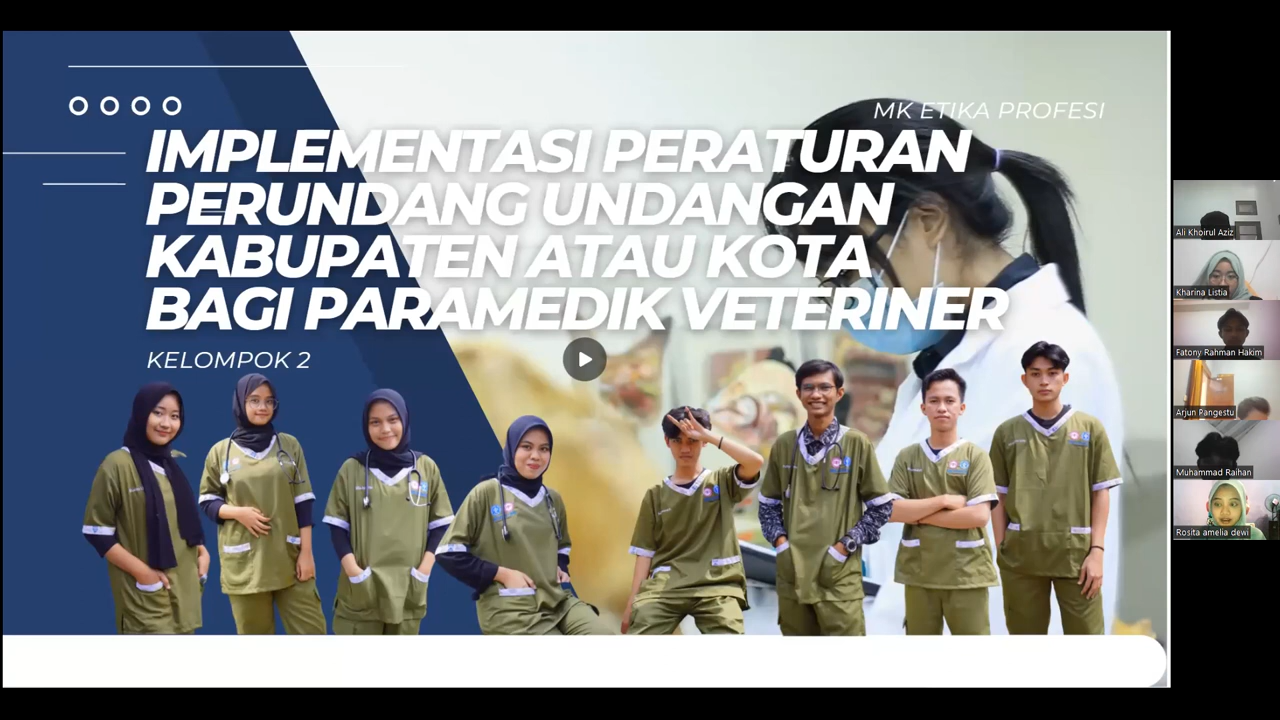 MK ETIKA PROFESI
IMPLEMENTASI PERATURAN
PERUNDANG UNDANGAN
KABUPATEN ATAU KOTA
BAGI PARAMEDIK VETERINER
KELOMPOK 2
Ali Khoirul Aziz
Kharina Listia
Fatony Rahman Hakim
Arjun Pangestu
Muhammad Raihan
Rosita amelia dewi